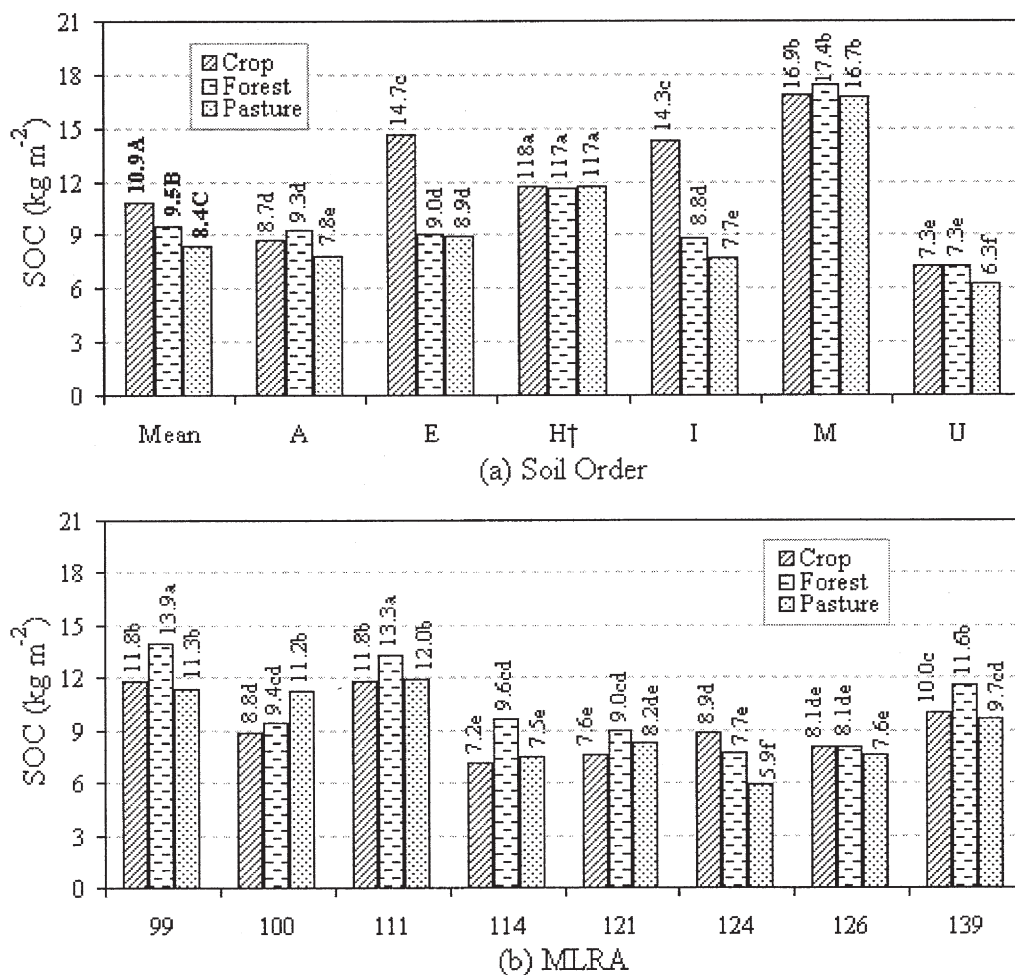 21
18
15
12
9
6
3
0
SOC (kg m-2)
Crop
Forest
Pasture
10.9A 9.5B 8.4C 8.7d 9.3d 7.8e 14.7c 9.0d 8.9d 118a 117a 117a 14.3c 8.8d 7.7e 16.9b 17.4b 16.7b 7.3e 7.3e 6.3f
Mean A E H† I M U
(a) Soil Order
21
18
15
12
9
6
3
0
SOC (kg m-2)
Crop
Forest
Pasture
11.8b 13.9a 11.3b 8.8d 9.4cd 11.2b 11.8b 13.3a 12.0b 7.2e 9.6cd 7.5e 7.6e 9.0cd 8.2de 8.9d 7.7e 5.9f 8.1de 8.1de 7.6e 10.0c 11.6b 9.7cd
99 100 111 114 121 124 126 139
(b) MLRA